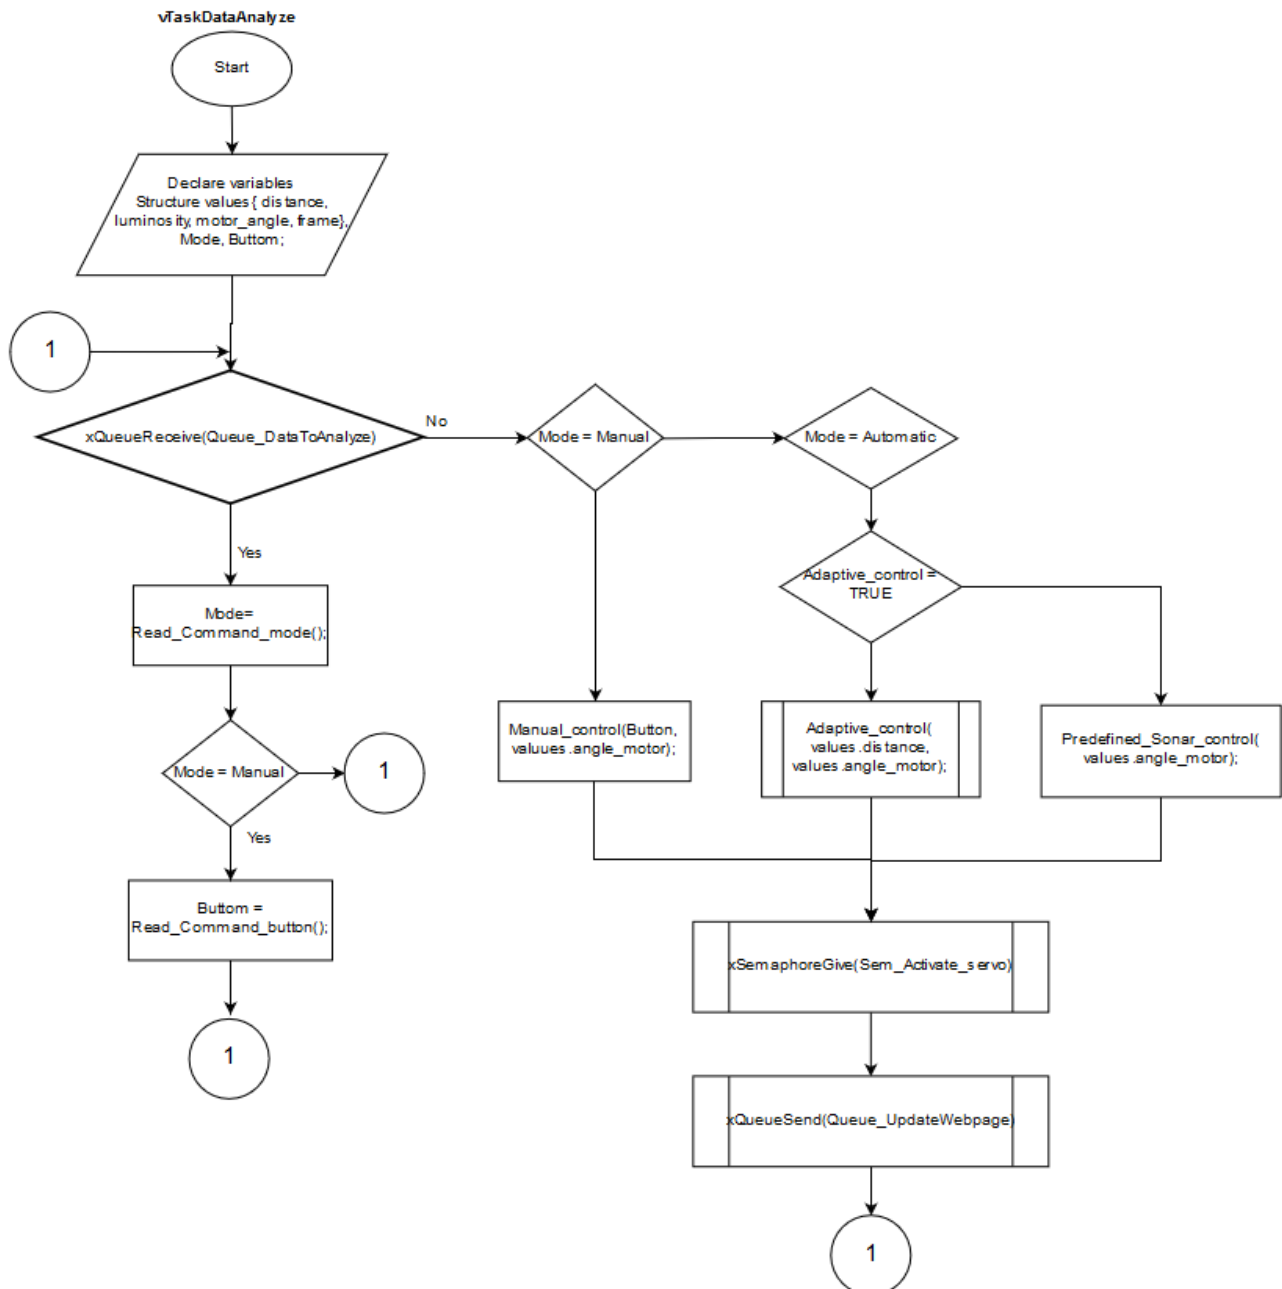 vTaskDataAnalyze
Start
Declare variables
Structure values{ distance,
luminosity, motor_angle, frame},
Mode, Buttom;
1
xQueueReceive(Queue_DataToAnalyze)
No
Mode = Manual
Mode = Automatic
Yes
Adaptive_control =
TRUE
Mode=
Read_Command_mode();
Manual_control(Button,
valuues.angle_motor);
Adaptive_control(
values.distance,
values.angle_motor);
Predefined_Sonar_control(
values.angle_motor);
Mode = Manual
1
Yes
Buttom =
Read_Command_button();
xSemaphoreGive(Sem_Activate_servo)
1
xQueueSend(Queue_UpdateWebpage)
1